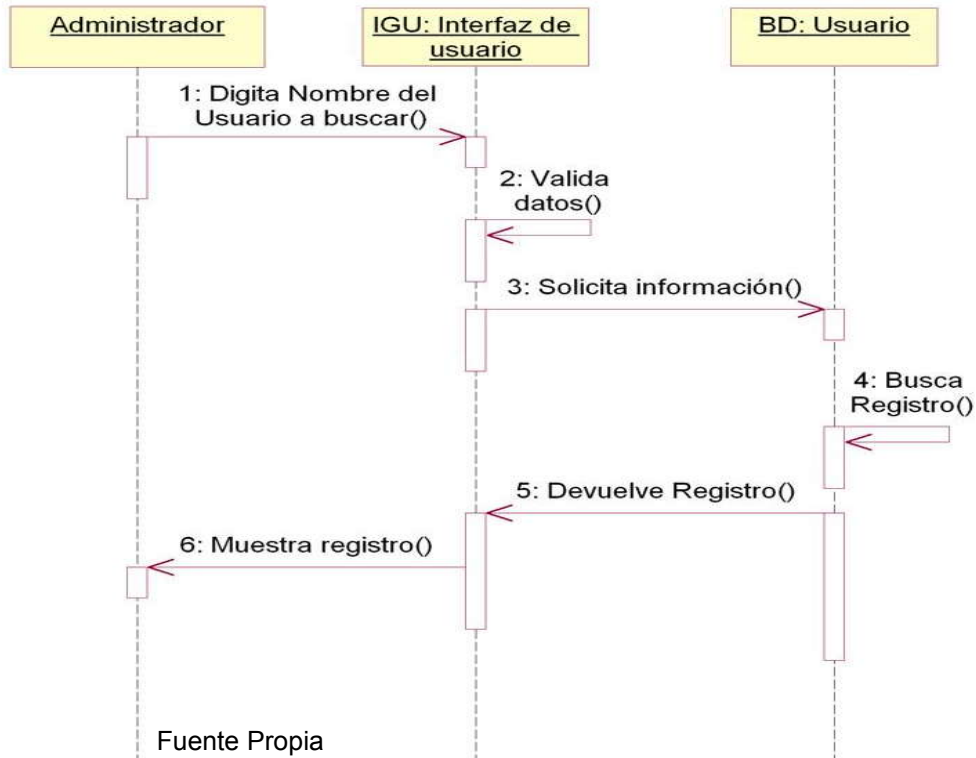 Administrador
IGU: Interfaz de
usuario
BD: Usuario
1: Digita Nombre del
Usuario a buscar()
2: Valida
datos()
3: Solicita información()
4: Busca
Registro()
5: Devuelve Registro()
6: Muestra registro()
Fuente Propia